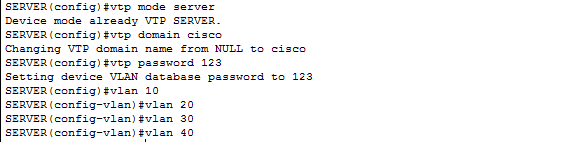 SERVER(config)#vtp mode server
Device mode already VTP SERVER.
SERVER(config)#vtp domain cisco
Changing VTP domain name from NULL to cisco
SERVER(config)#vtp password 123
Setting device VLAN database password to 123
SERVER(config)#vlan 10
SERVER(config-vlan)#vlan 20
SERVER(config-vlan)#vlan 30
SERVER(config-vlan)#vlan 40